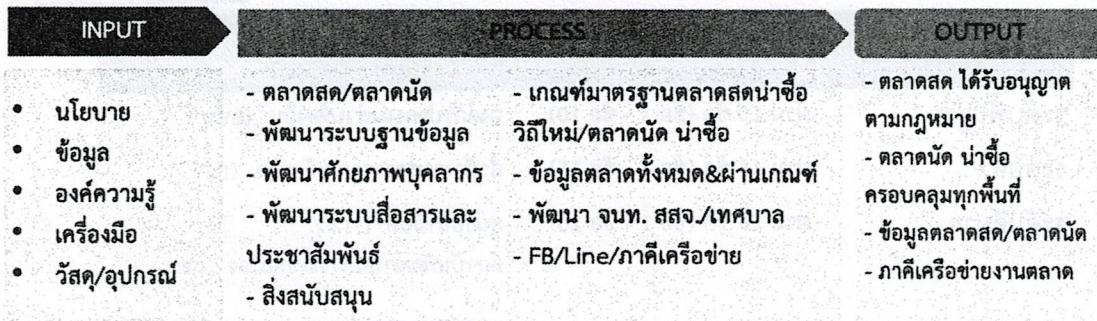 INPUT
PROCESS
OUTPUT
• นโยบาย
• ข้อมูล
• องค์ความรู้
• เครื่องมือ
• วัสดุ/อุปกรณ์
- ตลาดสด/ตลาดนัด
- พัฒนาระบบฐานข้อมูล
- พัฒนาศักยภาพบุคลากร
- พัฒนาระบบสื่อสารและ
ประชาสัมพันธ์
- สิ่งสนับสนุน
- เกณฑ์มาตรฐานตลาดสดน่าซื้อ
วิถีใหม่/ตลาดนัด น่าซื้อ
- ข้อมูลตลาดทั้งหมด&ผ่านเกณฑ์
- พัฒนา จนท. สสจ./เทศบาล
- FB/Line/ภาคีเครือข่าย
- ตลาดสด ได้รับอนุญาต
ตามกฎหมาย
- ตลาดนัด น่าซื้อ
ครอบคลุมทุกพื้นที่
- ข้อมูลตลาดสด/ตลาดนัด
- ภาคีเครือข่ายงานตลาด